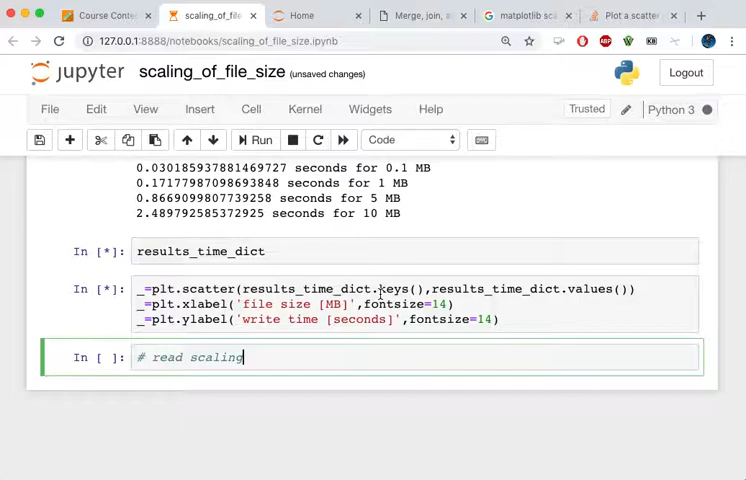 Course Conte
scaling_of_file
Home
Merge, join, a
matplotlib sca
Plot a scatter
127.0.0.1:8888/notebooks/scaling_of_file_size.ipynb
ABP
jupyter scaling_of_file_size (unsaved changes)
Logout
File Edit View Insert Cell Kernel Widgets Help
Trusted
Python 3
Run
Code
0.030185937881469727 seconds for 0.1 MB
0.17177987098693848 seconds for 1 MB
0.8669099807739258 seconds for 5 MB
2.489792585372925 seconds for 10 MB
In [*]: results_time_dict
In [*]: _=plt.scatter(results_time_dict.keys(),results_time_dict.values())
_=plt.xlabel('file size [MB]',fontsize=14)
_=plt.ylabel('write time [seconds]',fontsize=14)
In [ ]: # read scaling